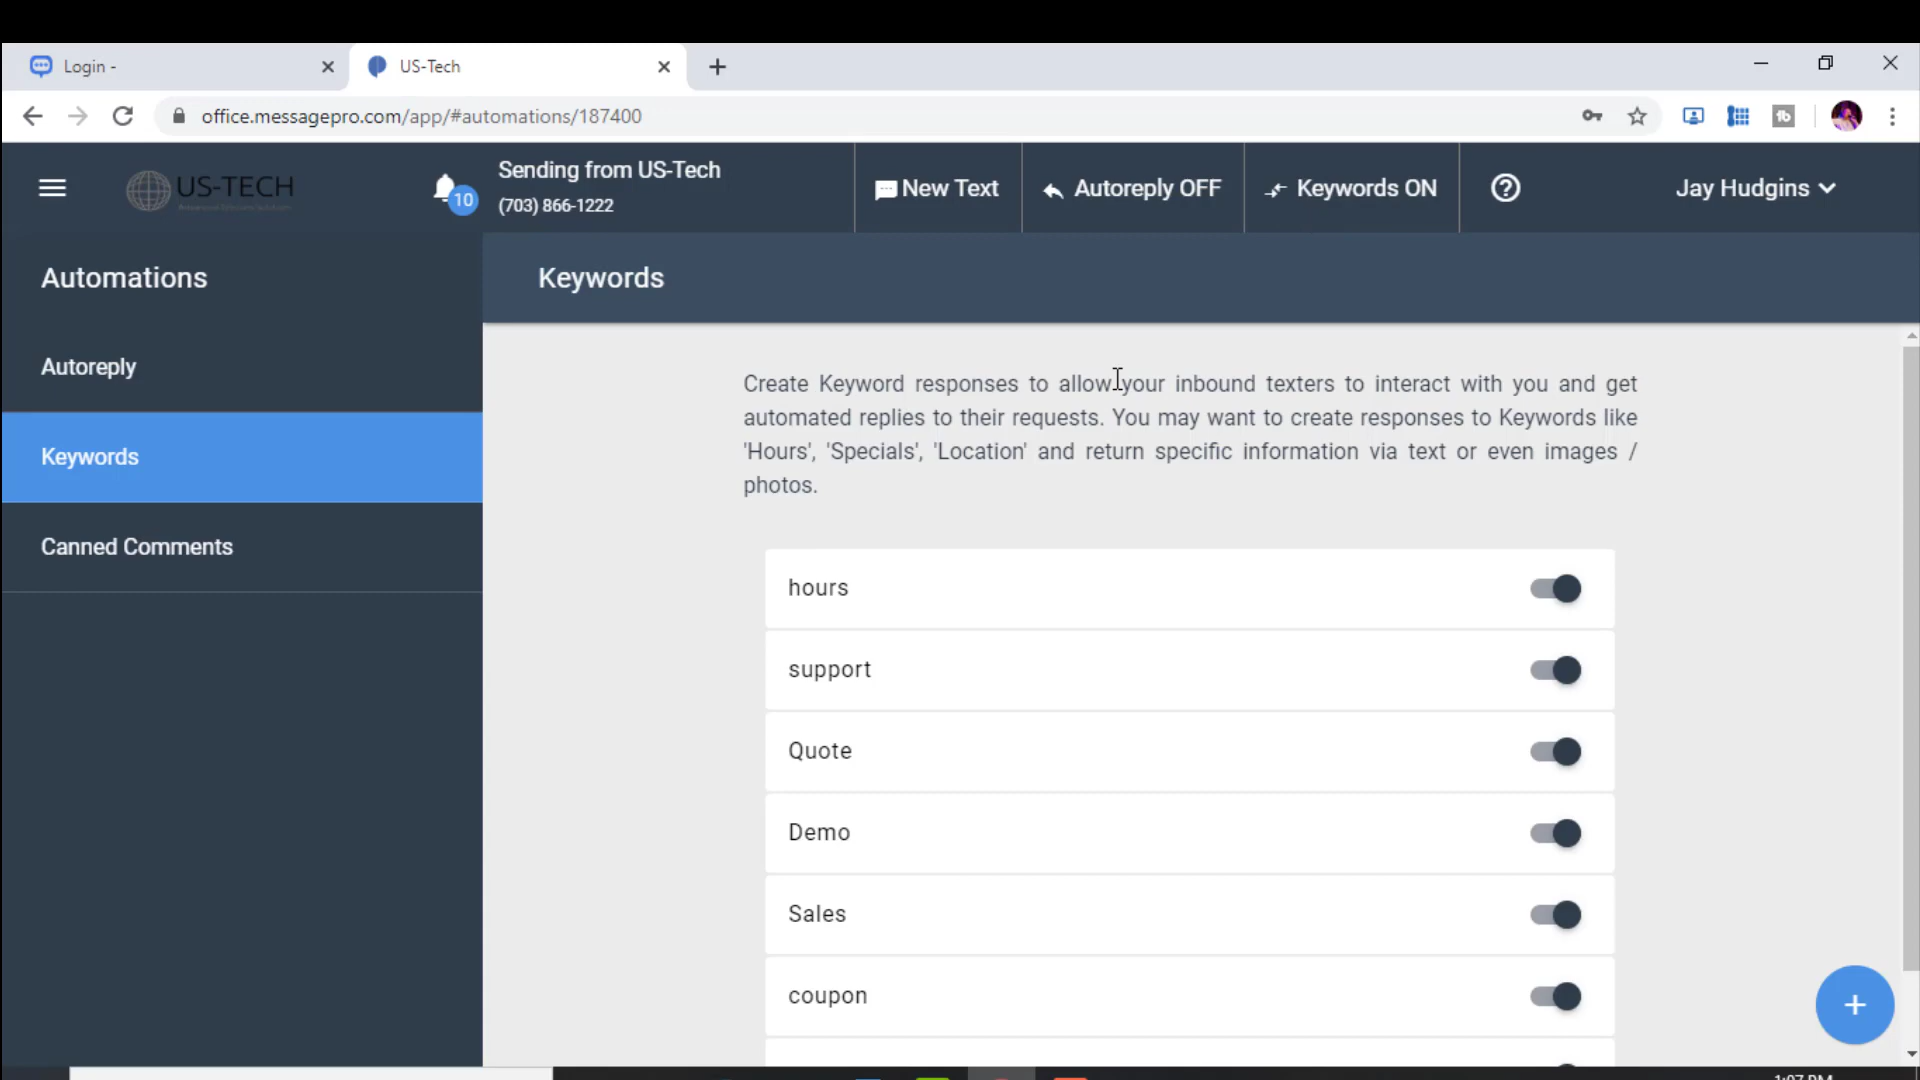 Login -
US-Tech
office.messagepro.com/app/#automations/187400
US-TECH
10
Sending from US-Tech
(703) 866-1222
New Text
Autoreply OFF
Keywords ON
Jay Hudgins
Automations
Keywords
Autoreply
Keywords
Canned Comments
Create Keyword responses to allow your inbound texters to interact with you and get
automated replies to their requests. You may want to create responses to Keywords like
'Hours', 'Specials', 'Location' and return specific information via text or even images /
photos.
hours
support
Quote
Demo
Sales
coupon